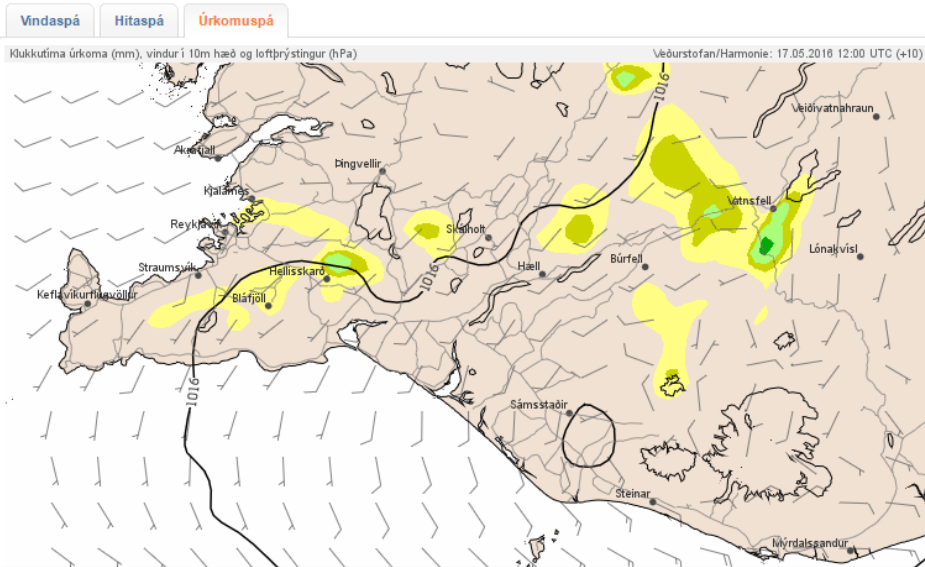 Vindaspá Hitaspá Úrkomuspá
Klukkutíma úrkoma (mm), vindur í 10m hæð og loftþrýstingur (hPa) Veðurstofan/Harmonie: 17.05.2016 12:00 UTC (+10)
1016
Veiðivatnahraun
Akrafjall
Þingvellir
Kjalarnes
Vatnsfell
Reykjavík
Skálholt
Lónakvísl
Straumsvík
Hellisskarð
1016
Hæll
Búrfell
Keflavíkurflugvöllur
Bláfjöll
1016
Sámsstaðir
Steinar
Mýrdalssandur